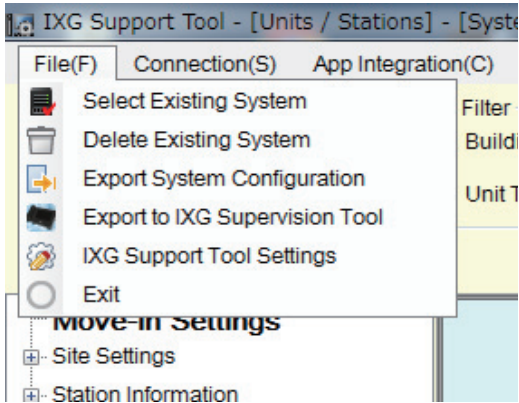 IXG Support Tool - [Units / Stations] - [Syste
File(F) Connection(S) App Integration(C)
Select Existing System
Delete Existing System
Export System Configuration
Export to IXG Supervision Tool
IXG Support Tool Settings
Exit
Filter
Buildi
Unit T
Move-in Settings
Site Settings
Station Information